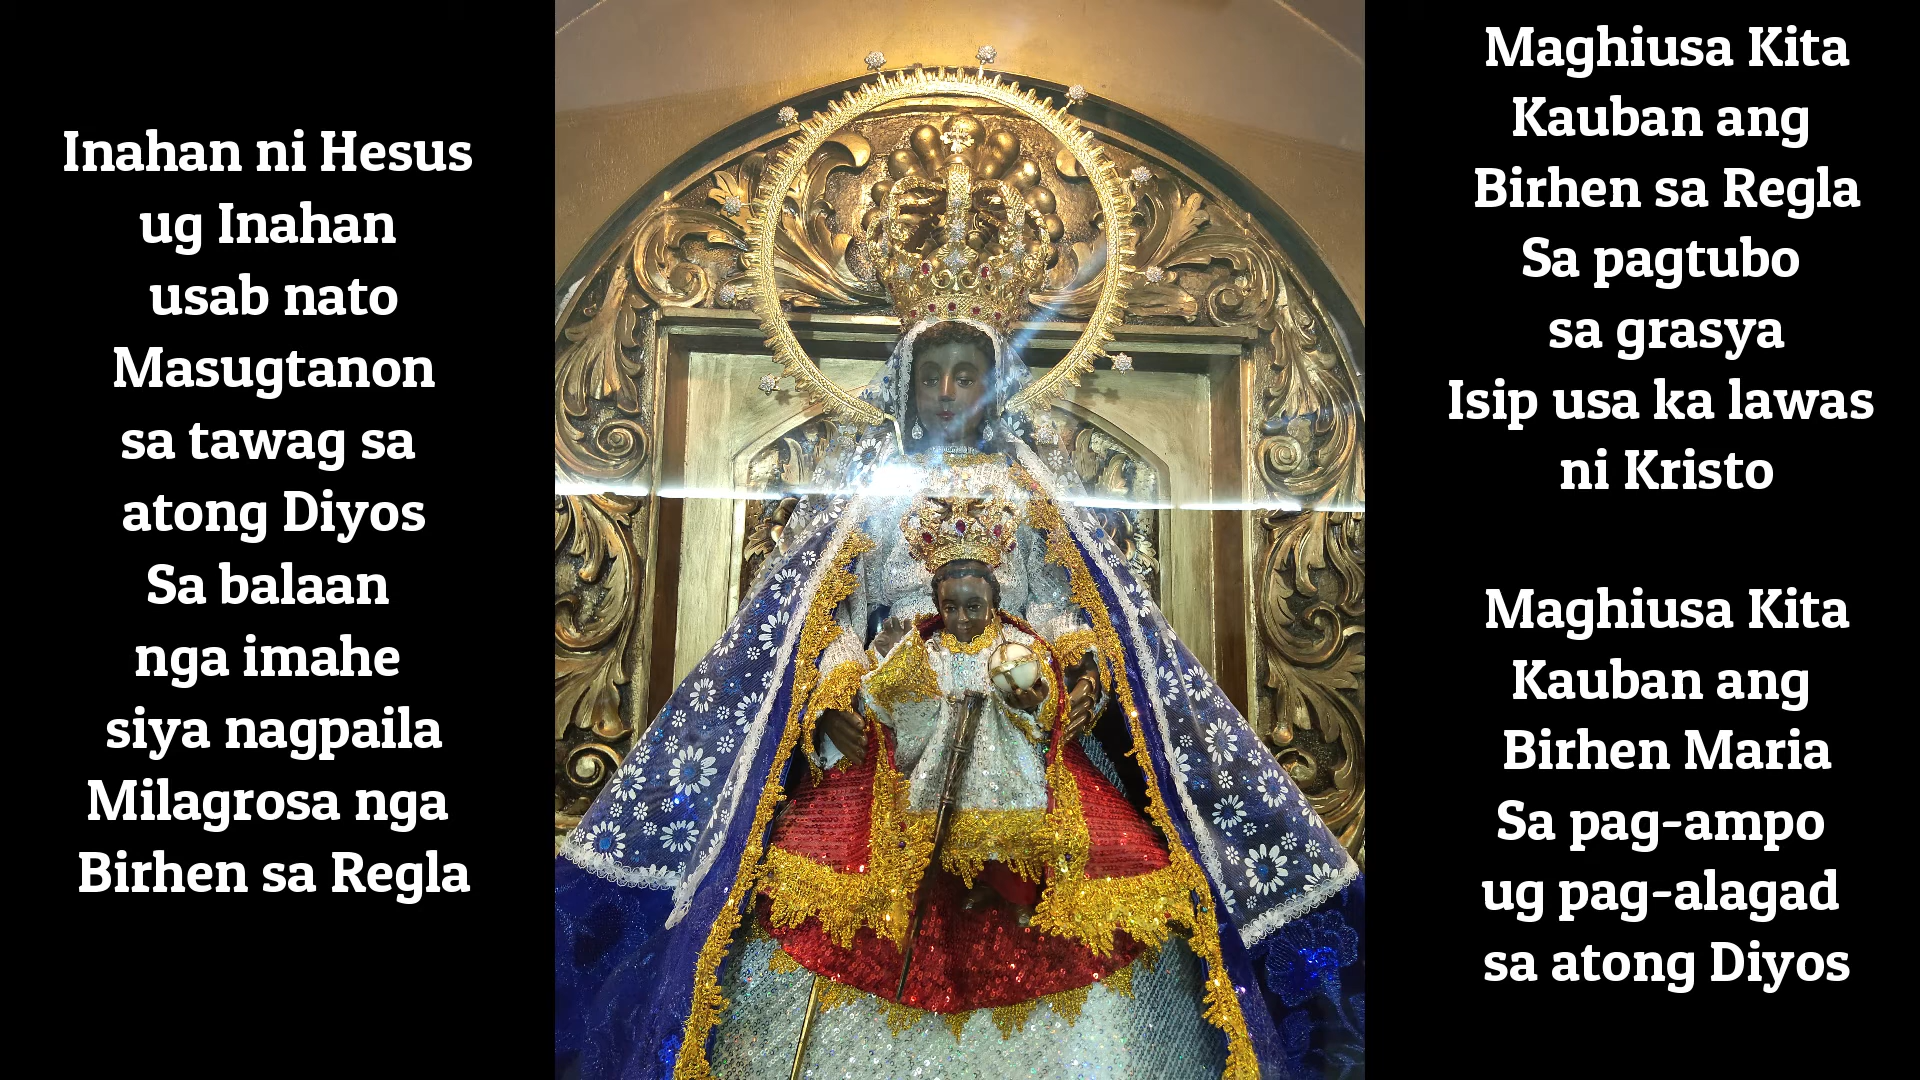 Inahan ni Hesus
ug Inahan
usab nato
Masugtanon
sa tawag sa
atong Diyos
Sa balaan
nga imahe
siya nagpaila
Milagrosa nga
Birhen sa Regla
Maghiusa Kita
Kauban ang
Birhen sa Regla
Sa pagtubo
sa grasya
Isip usa ka lawas
ni Kristo
Maghiusa Kita
Kauban ang
Birhen Maria
Sa pag-ampo
ug pag-alagad
sa atong Diyos